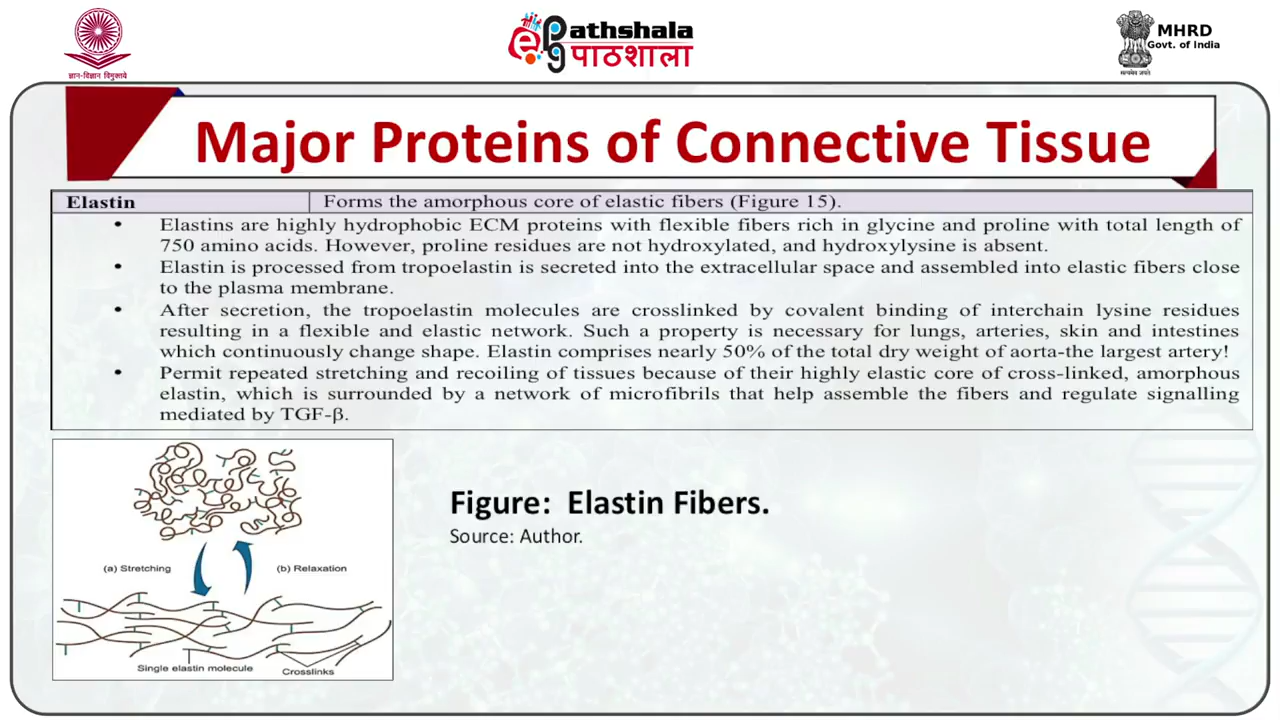 ज्ञान-विज्ञान विमुक्तये
ePathshala
पाठशाला
MHRD
Govt. of India
सत्यमेव जयते
Major Proteins of Connective Tissue
Elastin Forms the amorphous core of elastic fibers (Figure 15).
• Elastins are highly hydrophobic ECM proteins with flexible fibers rich in glycine and proline with total length of
750 amino acids. However, proline residues are not hydroxylated, and hydroxylysine is absent.
• Elastin is processed from tropoelastin is secreted into the extracellular space and assembled into elastic fibers close
to the plasma membrane.
• After secretion, the tropoelastin molecules are crosslinked by covalent binding of interchain lysine residues
resulting in a flexible and elastic network. Such a property is necessary for lungs, arteries, skin and intestines
which continuously change shape. Elastin comprises nearly 50% of the total dry weight of aorta-the largest artery!
• Permit repeated stretching and recoiling of tissues because of their highly elastic core of cross-linked, amorphous
elastin, which is surrounded by a network of microfibrils that help assemble the fibers and regulate signalling
mediated by TGF-β.
(a) Stretching (b) Relaxation
Single elastin molecule
Crosslinks
Figure: Elastin Fibers.
Source: Author.